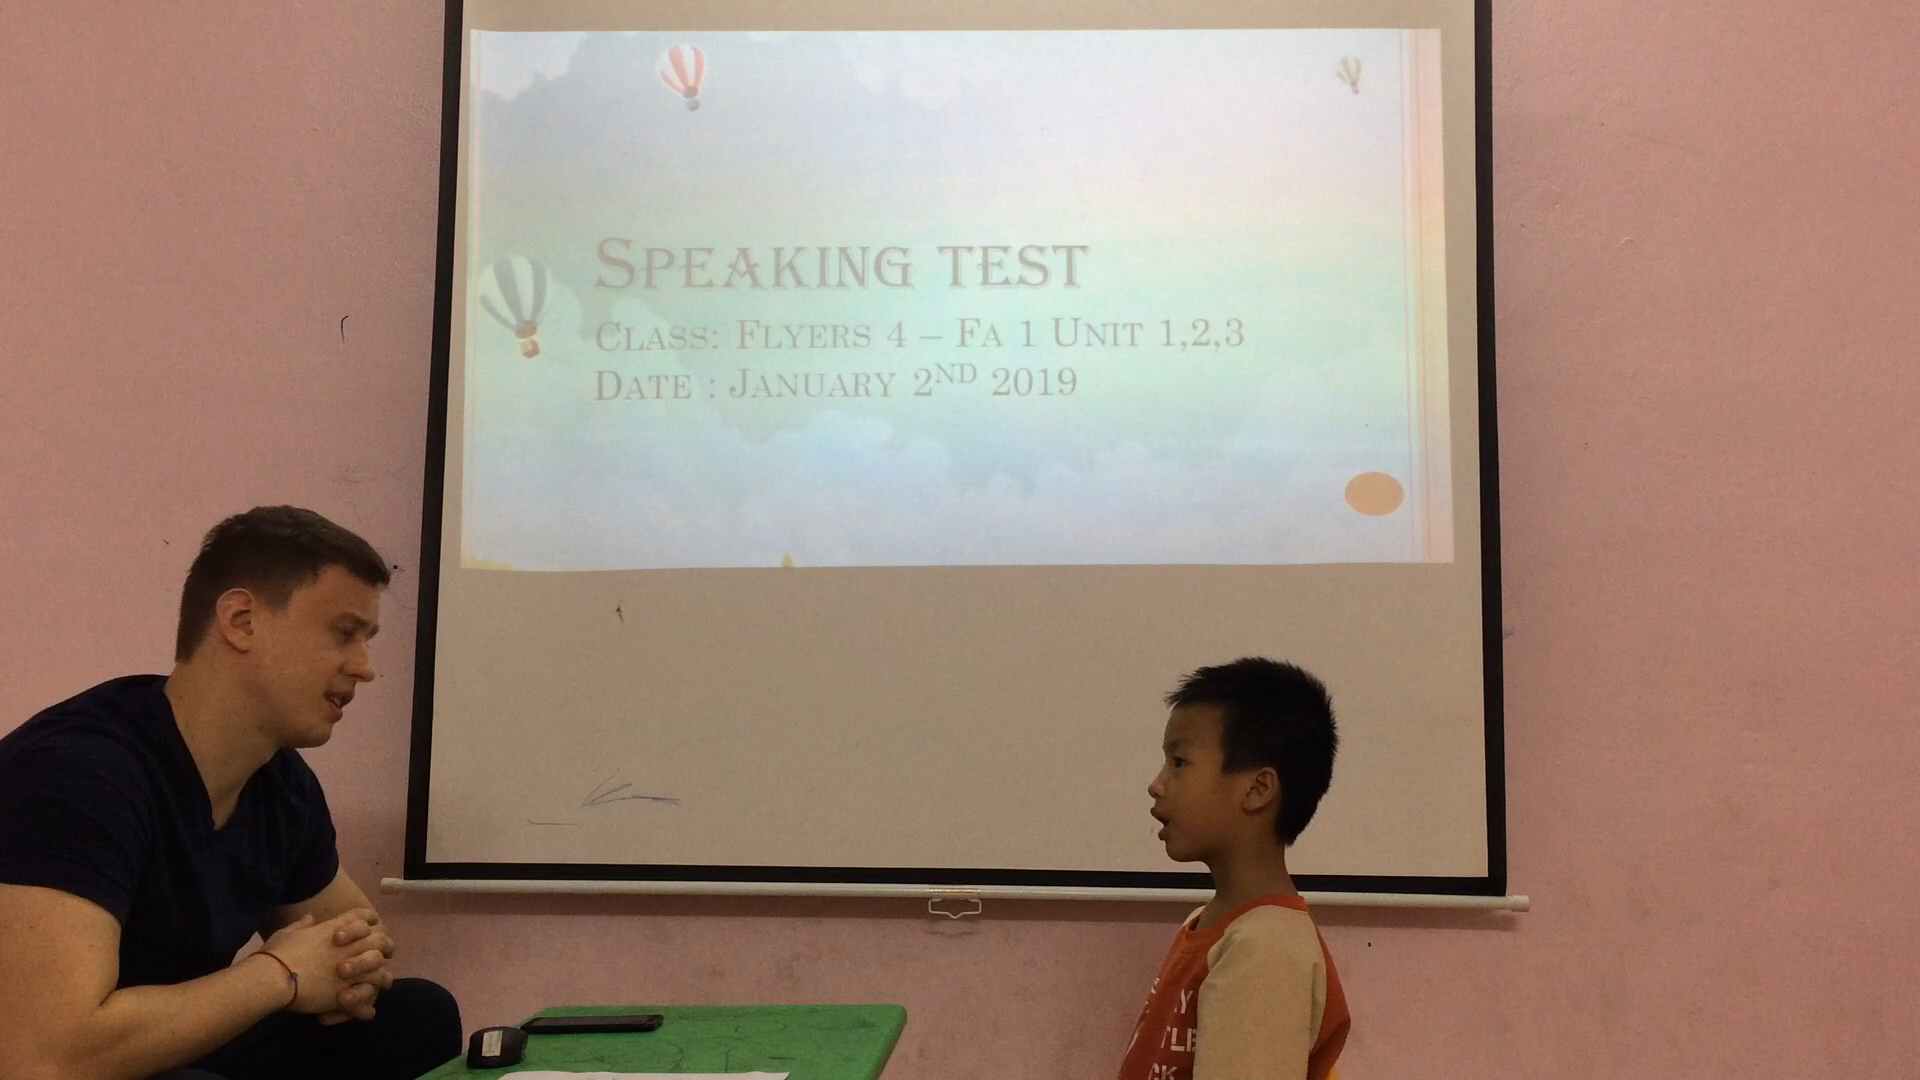 SPEAKING TEST
CLASS: FLYERS 4 – FA 1 UNIT 1,2,3
DATE : JANUARY 2ND 2019